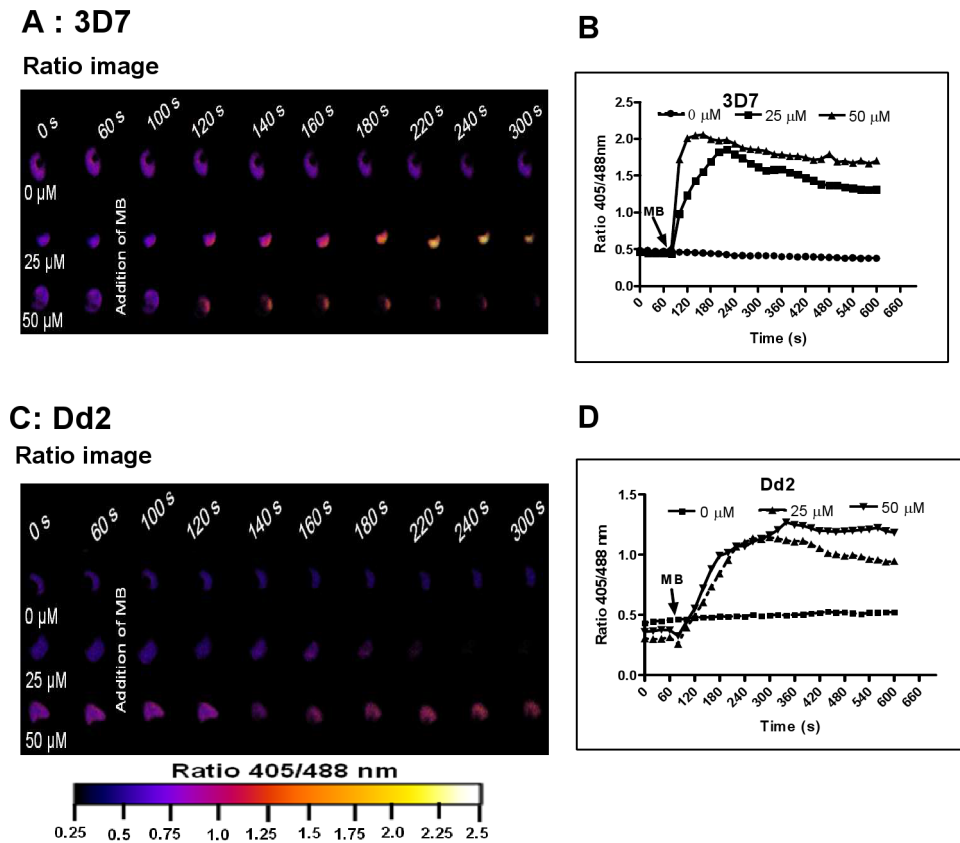 A : 3D7
Ratio image
0 s 60 s 100 s 120 s 140 s 160 s 180 s 220 s 240 s 300 s
0 µM
25 µM
50 µM
Addition of MB
B
3D7
0 µM 25 µM 50 µM
2.5
2.0
1.5
1.0
0.5
0.0
Ratio 405/488nm
MB
0 60 120 180 240 300 360 420 480 540 600 660
Time (s)
C: Dd2
Ratio image
0 s 60 s 100 s 120 s 140 s 160 s 180 s 220 s 240 s 300 s
0 µM
25 µM
50 µM
Addition of MB
Ratio 405/488 nm
0.25 0.5 0.75 1.0 1.25 1.5 1.75 2.0 2.25 2.5
D
Dd2
0 µM 25 µM 50 µM
1.5
1.0
0.5
0.0
Ratio 405/488 nm
MB
0 60 120 180 240 300 360 420 480 540 600 660
Time (s)